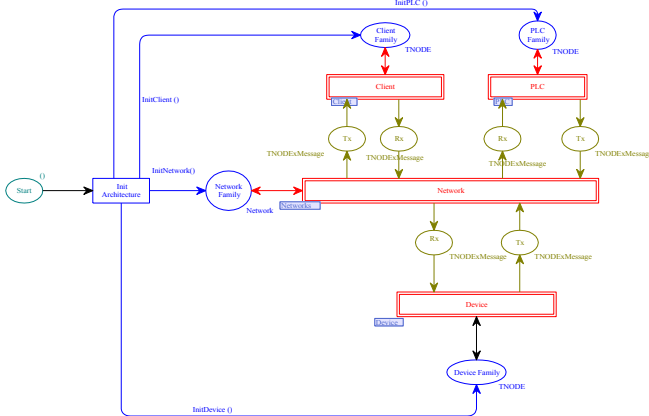 InitPLC ()
Client
Family
TNODE
PLC
Family
TNODE
InitClient ()
Client
Client
PLC
PLC
Tx
Rx
Rx
Tx
TNODExMessage
TNODExMessage
TNODExMessage
TNODExMessage
InitNetwork()
()
Start
Init
Architecture
Network
Family
Network
Network
Networks
Rx
Tx
TNODExMessage
TNODExMessage
Device
Device
Device Family
TNODE
InitDevice ()